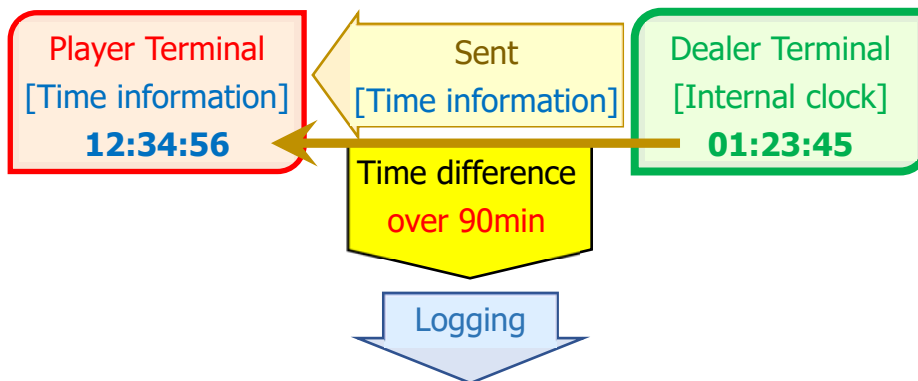 Player Terminal
[Time information]
12:34:56
Sent
[Time information]
Dealer Terminal
[Internal clock]
01:23:45
Time difference
over 90min
Logging